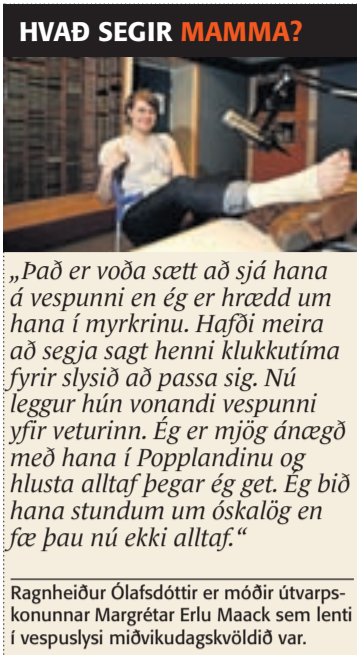 HVAÐ SEGIR MAMMA?
„Það er voða sætt að sjá hana
á vespunni en ég er hrædd um
hana í myrkrinu. Hafði meira
að segja sagt henni klukkutíma
fyrir slysið að passa sig. Nú
leggur hún vonandi vespunni
yfir veturinn. Ég er mjög ánægð
með hana í Popplandinu og
hlusta alltaf þegar ég get. Ég bið
hana stundum um óskalög en
fæ þau nú ekki alltaf.“
Ragnheiður Ólafsdóttir er móðir útvarps-
konunnar Margrétar Erlu Maack sem lenti
í vespuslysi miðvikudagskvöldið var.